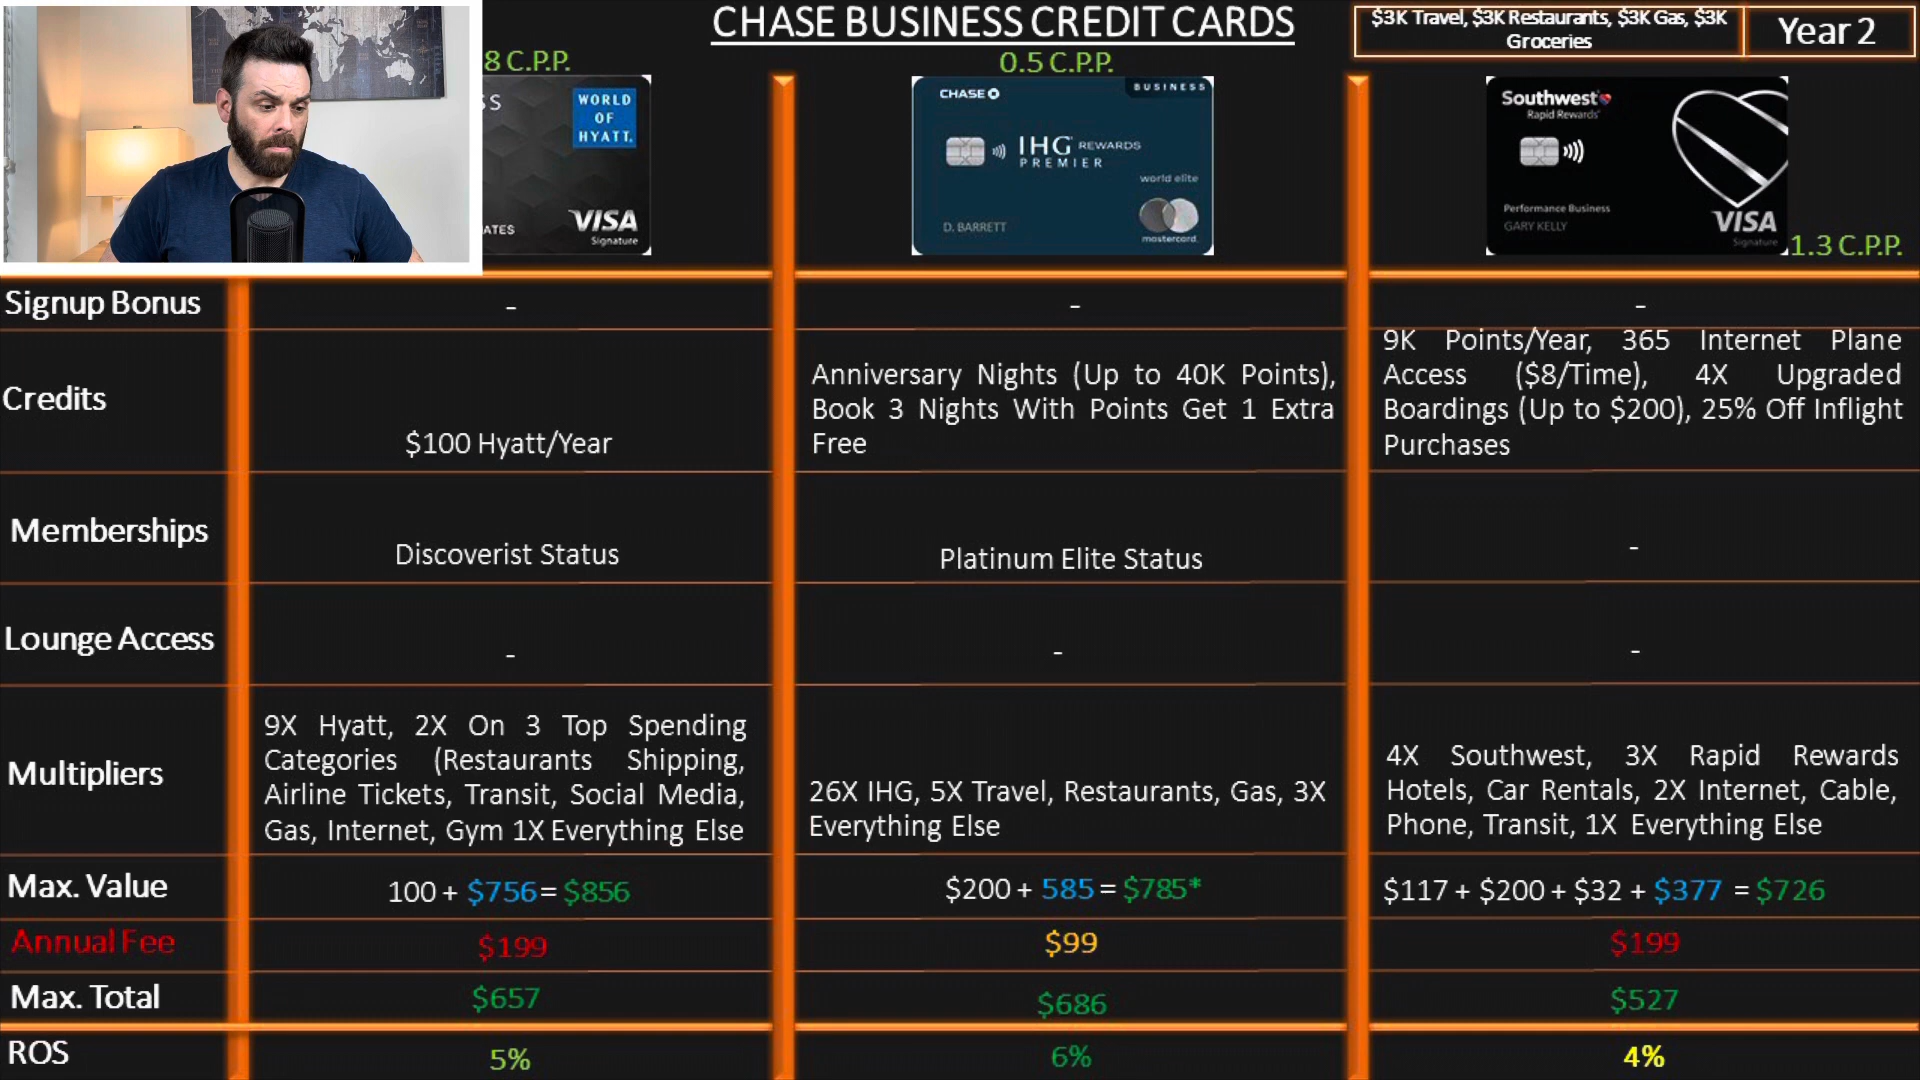 CHASE BUSINESS CREDIT CARDS
$3K Travel, $3K Restaurants, $3K Gas, $3K
Groceries
Year 2
8 C.P.P.
0.5 C.P.P.
1.3 C.P.P.
SS
WORLD
OF
HYATT.
ATES
VISA
Signature
CHASE
BUSINESS
IHG REWARDS
PREMIER
world elite
D. BARRETT
mastercard.
Southwest
Rapid Rewards
Performance Business
GARY KELLY
VISA
Signature
Signup Bonus
-
-
-
Credits
$100 Hyatt/Year
Anniversary Nights (Up to 40K Points),
Book 3 Nights With Points Get 1 Extra
Free
9K Points/Year, 365 Internet Plane
Access ($8/Time), 4X Upgraded
Boardings (Up to $200), 25% Off Inflight
Purchases
Memberships
Discoverist Status
Platinum Elite Status
-
Lounge Access
-
-
-
Multipliers
9X Hyatt, 2X On 3 Top Spending
Categories (Restaurants Shipping,
Airline Tickets, Transit, Social Media,
Gas, Internet, Gym 1X Everything Else
26X IHG, 5X Travel, Restaurants, Gas, 3X
Everything Else
4X Southwest, 3X Rapid Rewards
Hotels, Car Rentals, 2X Internet, Cable,
Phone, Transit, 1X Everything Else
Max. Value
100 + $756 = $856
$200 + 585 = $785*
$117 + $200 + $32 + $377 = $726
Annual Fee
$199
$99
$199
Max. Total
$657
$686
$527
ROS
5%
6%
4%